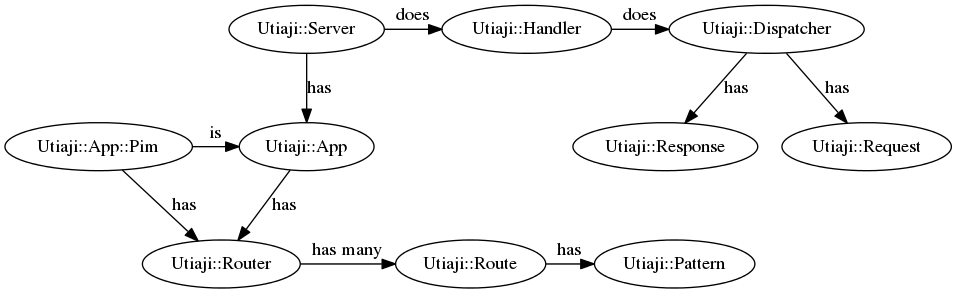 Utiaji::Server
does
Utiaji::Handler
does
Utiaji::Dispatcher
has
has
has
Utiaji::App::Pim
is
Utiaji::App
Utiaji::Response
Utiaji::Request
has
has
Utiaji::Router
has many
Utiaji::Route
has
Utiaji::Pattern